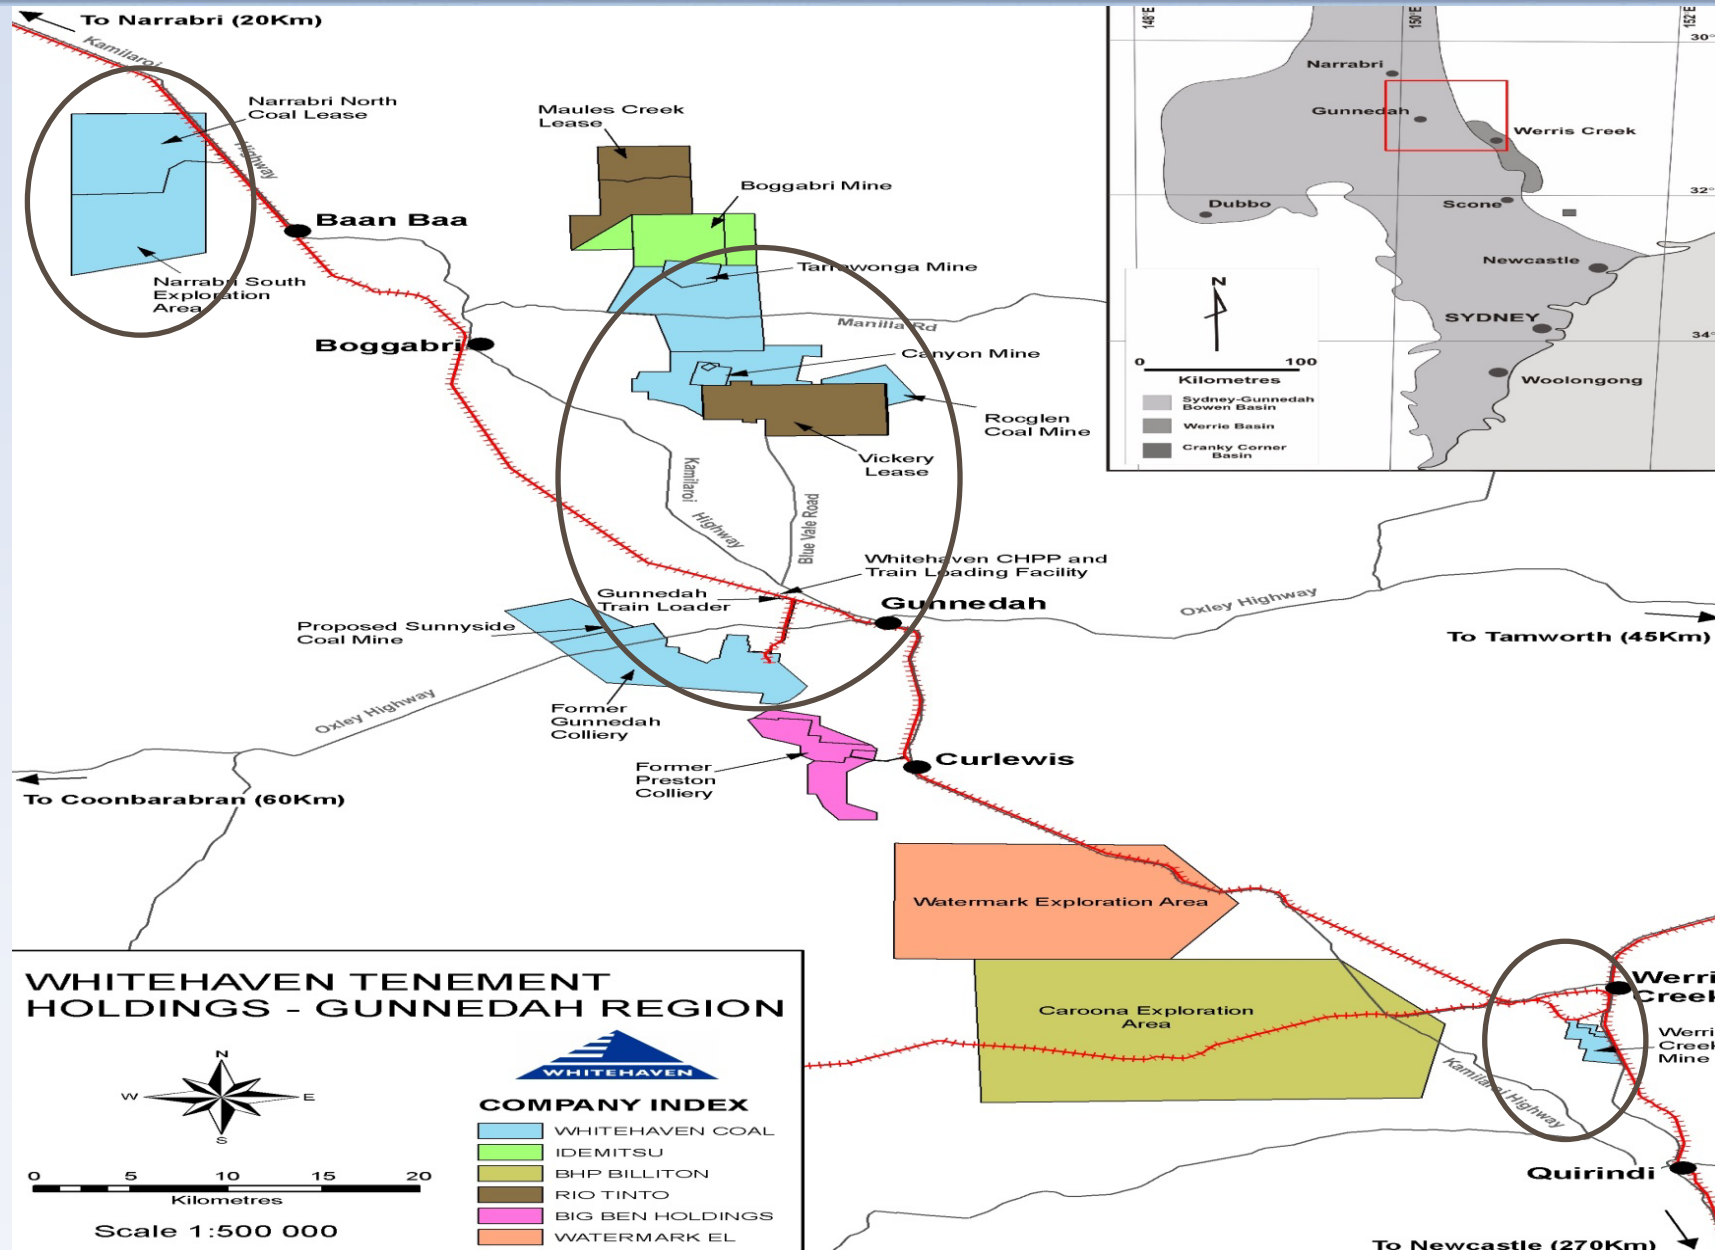 To Narrabri (20Km)
Kamilaroi
Highway
Narrabri North
Coal Lease
Baan Baa
Narrabri South
Exploration
Area
Boggabri
Maules Creek
Lease
Boggabri Mine
Tarrawonga Mine
Manilla Rd
Canyon Mine
Rocglen
Coal Mine
Vickery
Lease
Kamilaroi
Highway
Blue Vale Road
Whitehaven CHPP and
Train Loading Facility
Gunnedah
Train Loader
Gunnedah
Oxley Highway
To Tamworth (45Km)
Proposed Sunnyside
Coal Mine
Oxley Highway
Former
Gunnedah
Colliery
To Coonbarabran (60Km)
Former
Preston
Colliery
Curlewis
Watermark Exploration Area
Caroona Exploration
Area
Werri
Creek
Werri
Creek
Mine
Kamilaroi Highway
Quirindi
To Newcastle (270Km)
148°E
150°E
152°E
30°
32°
34°
Narrabri
Gunnedah
Werris Creek
Dubbo
Scone
Newcastle
SYDNEY
Woolongong
N
0 100
Kilometres
Sydney-Gunnedah
Bowen Basin
Werrie Basin
Cranky Corner
Basin
WHITEHAVEN TENEMENT
HOLDINGS - GUNNEDAH REGION
N
W E
S
0 5 10 15 20
Kilometres
Scale 1:500 000
WHITEHAVEN
COMPANY INDEX
WHITEHAVEN COAL
IDEMITSU
BHP BILLITON
RIO TINTO
BIG BEN HOLDINGS
WATERMARK EL